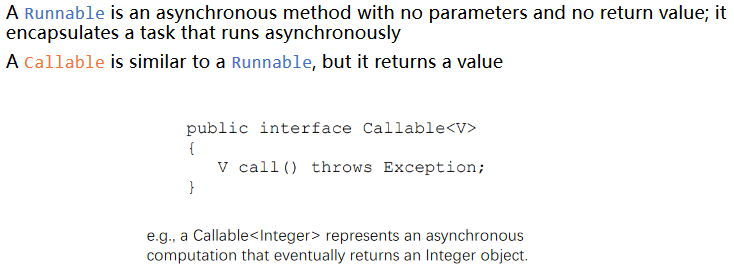 A Runnable is an asynchronous method with no parameters and no return value; it
encapsulates a task that runs asynchronously
A Callable is similar to a Runnable, but it returns a value
public interface Callable<V>
{
V call() throws Exception;
}
e.g., a Callable<Integer> represents an asynchronous
computation that eventually returns an Integer object.